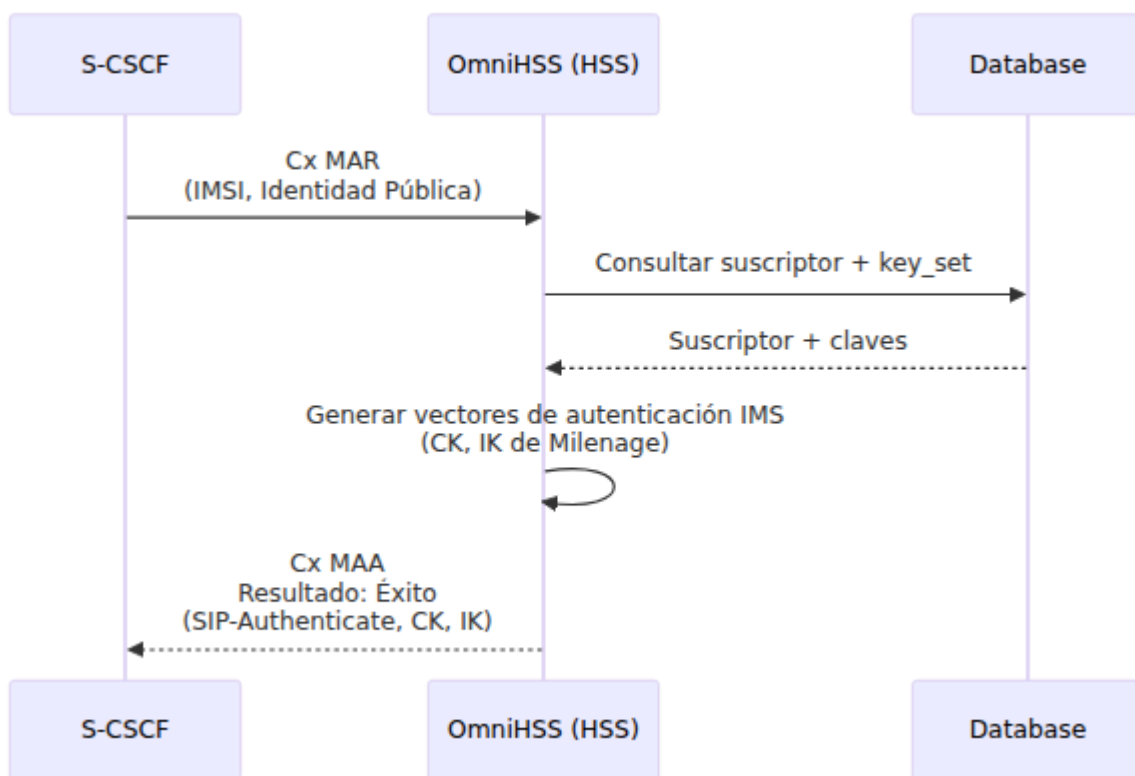 S-CSCF
OmniHSS (HSS)
Database
Cx MAR
(IMSI, Identidad Pública)
Consultar suscriptor + key_set
Suscriptor + claves
Generar vectores de autenticación IMS
(CK, IK de Milenage)
Cx MAA
Resultado: Éxito
(SIP-Authenticate, CK, IK)
S-CSCF
OmniHSS (HSS)
Database